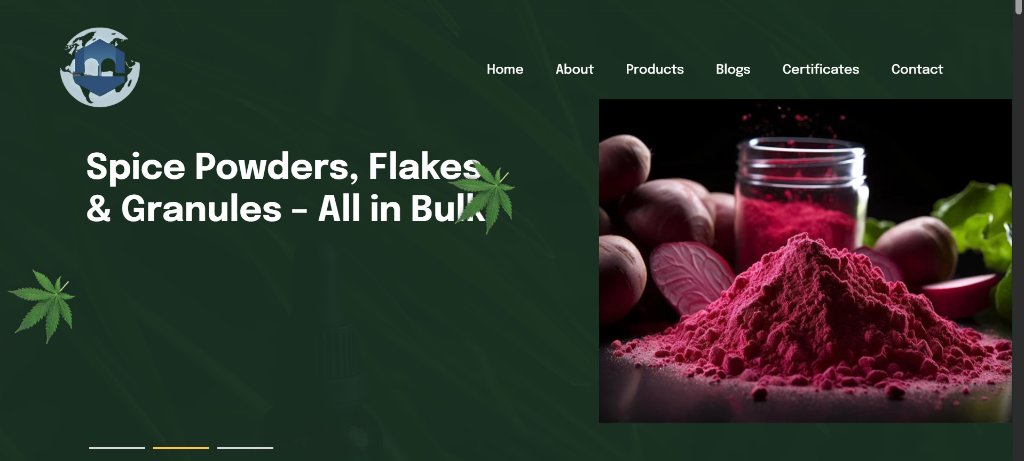 Home About Products Blogs Certificates Contact
Spice Powders, Flakes
& Granules – All in Bulk